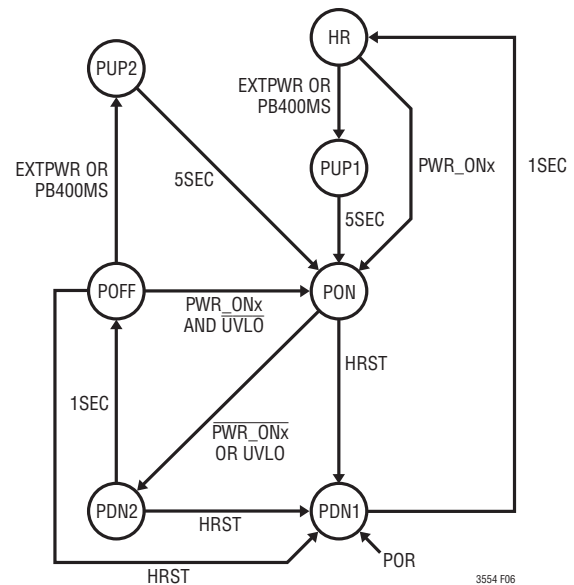 HR
PUP2
EXTPWR OR
PB400MS
PWR_ONx
1SEC
EXTPWR OR
PB400MS
5SEC
PUP1
5SEC
POFF
PWR_ONx
AND UVLO
PON
HRST
1SEC
PWR_ONx
OR UVLO
PDN2
HRST
PDN1
POR
HRST
3554 F06